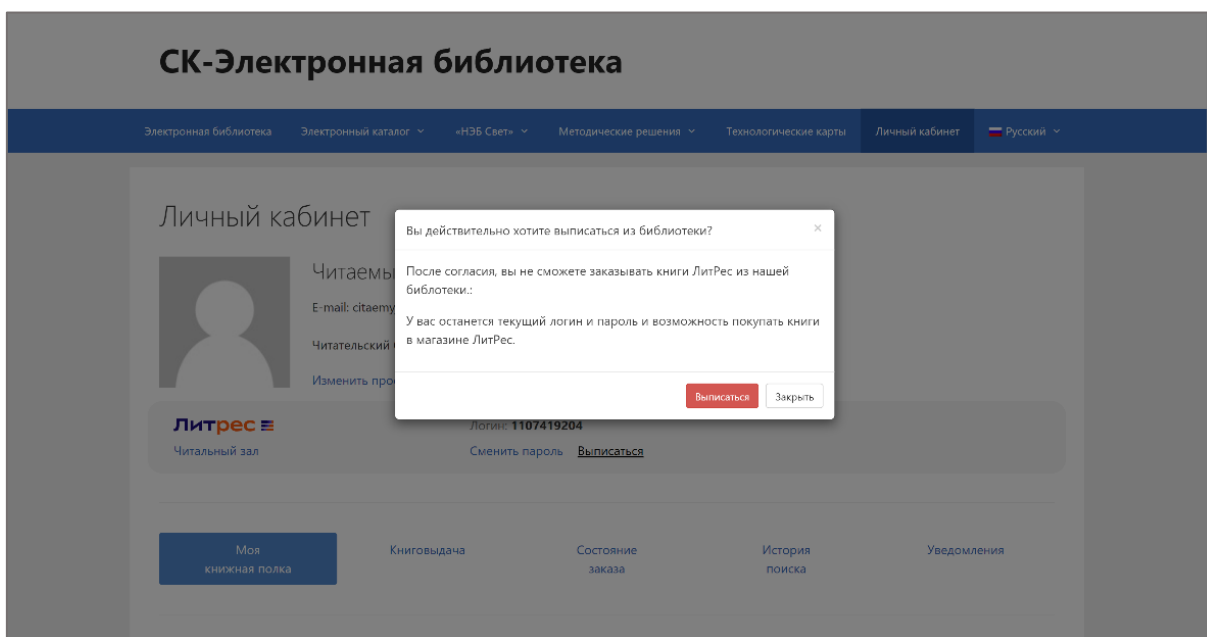 СК-Электронная библиотека
Электронная библиотека Электронный каталог «НЭБ Свет» Методические решения Технологические карты Личный кабинет Русский
Личный кабинет
Вы действительно хотите выписаться из библиотеки? ×
После согласия, вы не сможете заказывать книги ЛитРес из нашей
библотеки.:
У вас останется текущий логин и пароль и возможность покупать книги
в магазине ЛитРес.
Выписаться Закрыть
Читаемы
E-mail: citaemy
Читательский
Изменить про
Литрес
Логин: 1107419204
Читальный зал
Сменить пароль Выписаться
Моя
книжная полка
Книговыдача
Состояние
заказа
История
поиска
Уведомления